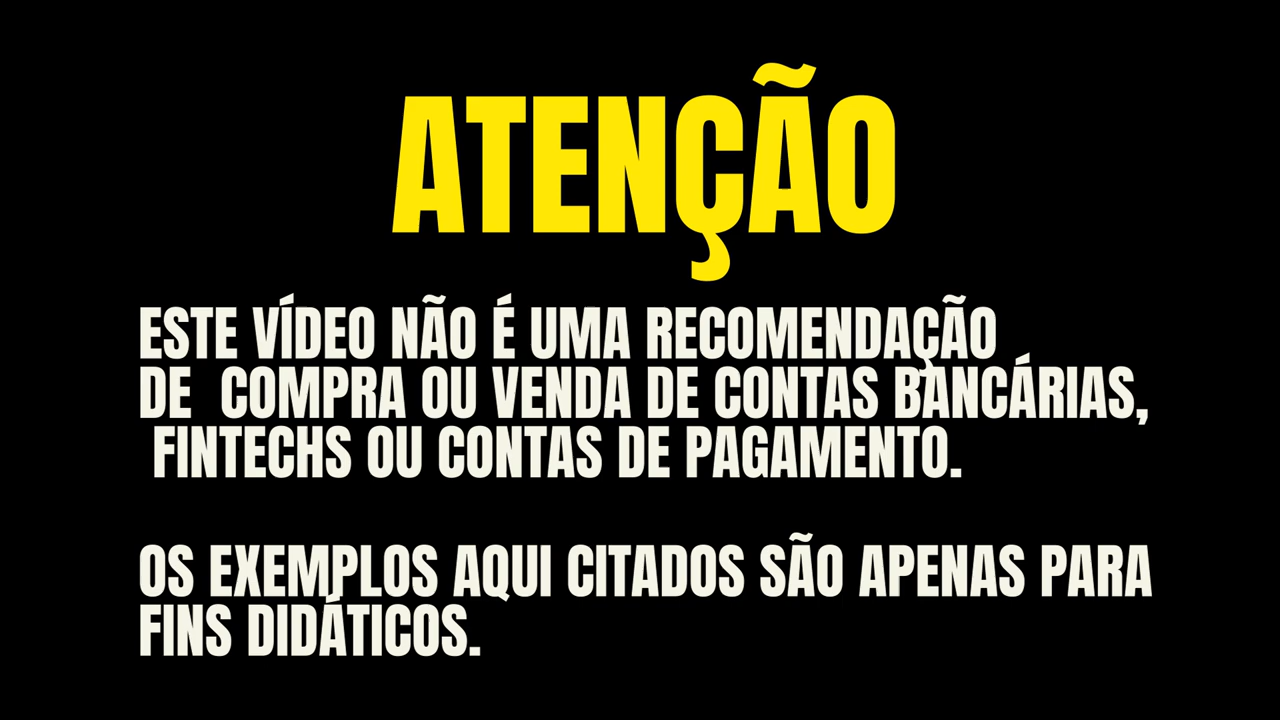 ATENÇÃO
ESTE VÍDEO NÃO É UMA RECOMENDAÇÃO
DE COMPRA OU VENDA DE CONTAS BANCÁRIAS,
FINTECHS OU CONTAS DE PAGAMENTO.
OS EXEMPLOS AQUI CITADOS SÃO APENAS PARA
FINS DIDÁTICOS.